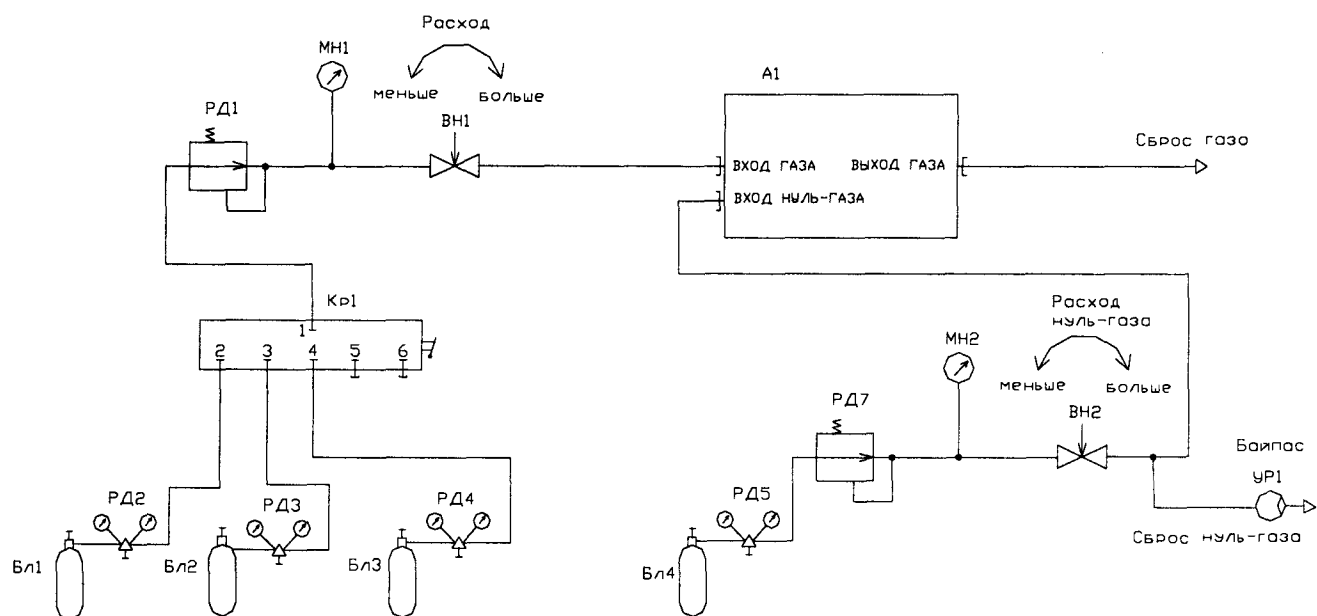 Расход
МН1
меньше
больше
РД1
ВН1
А1
ВХОД ГАЗА
ВЫХОД ГАЗА
ВХОД НУЛЬ-ГАЗА
Сброс газа
Кр1
1
2
3
4
5
6
Расход
нуль-газа
МН2
меньше
больше
РД7
ВН2
Байпас
УР1
Сброс нуль-газа
РД2
РД3
РД4
РД5
Бл1
Бл2
Бл3
Бл4